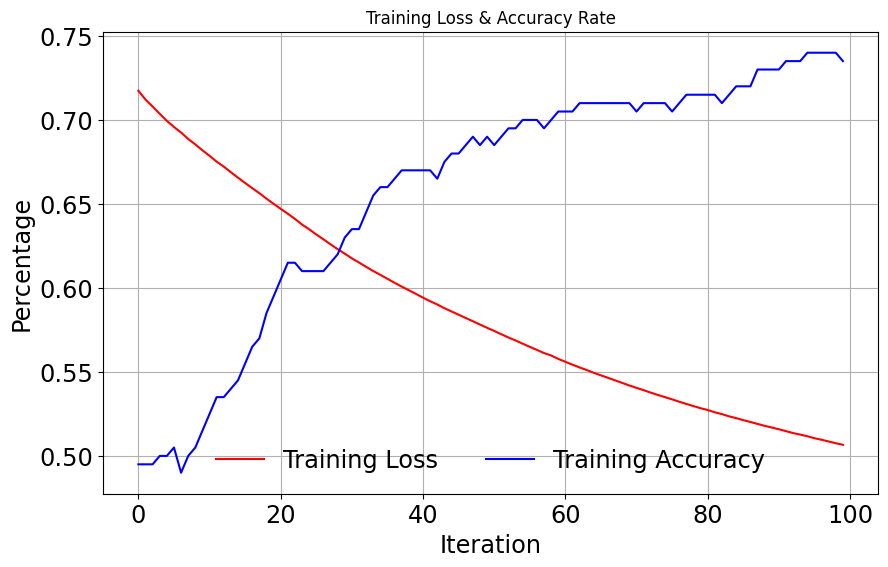 Training Loss & Accuracy Rate
0.75
0.70
0.65
0.60
0.55
0.50
Percentage
Training Loss Training Accuracy
0 20 40 60 80 100
Iteration